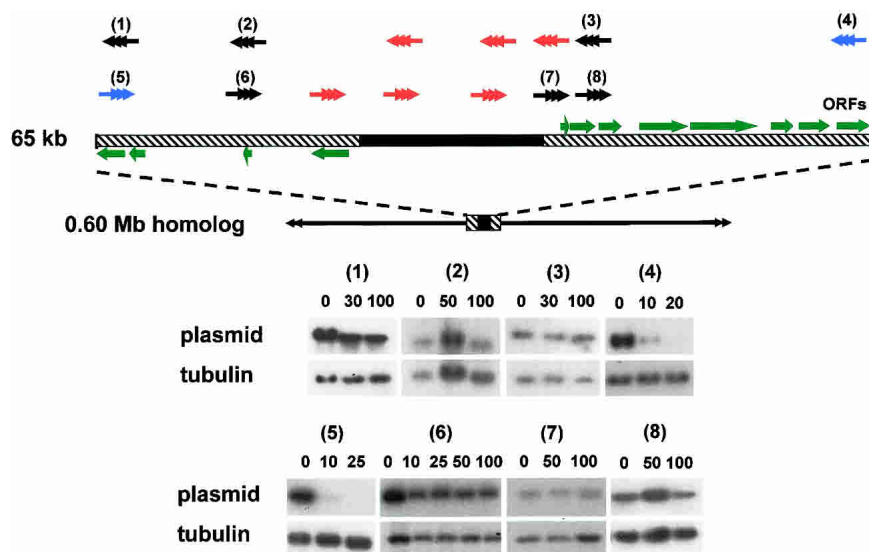 (1) (2) (3) (4)
(5) (6) (7) (8)
ORFs
65 kb
0.60 Mb homolog
(1) (2) (3) (4)
0 30 100 0 50 100 0 30 100 0 10 20
plasmid
tubulin
(5) (6) (7) (8)
0 10 25 0 10 25 50 100 0 50 100 0 50 100
plasmid
tubulin